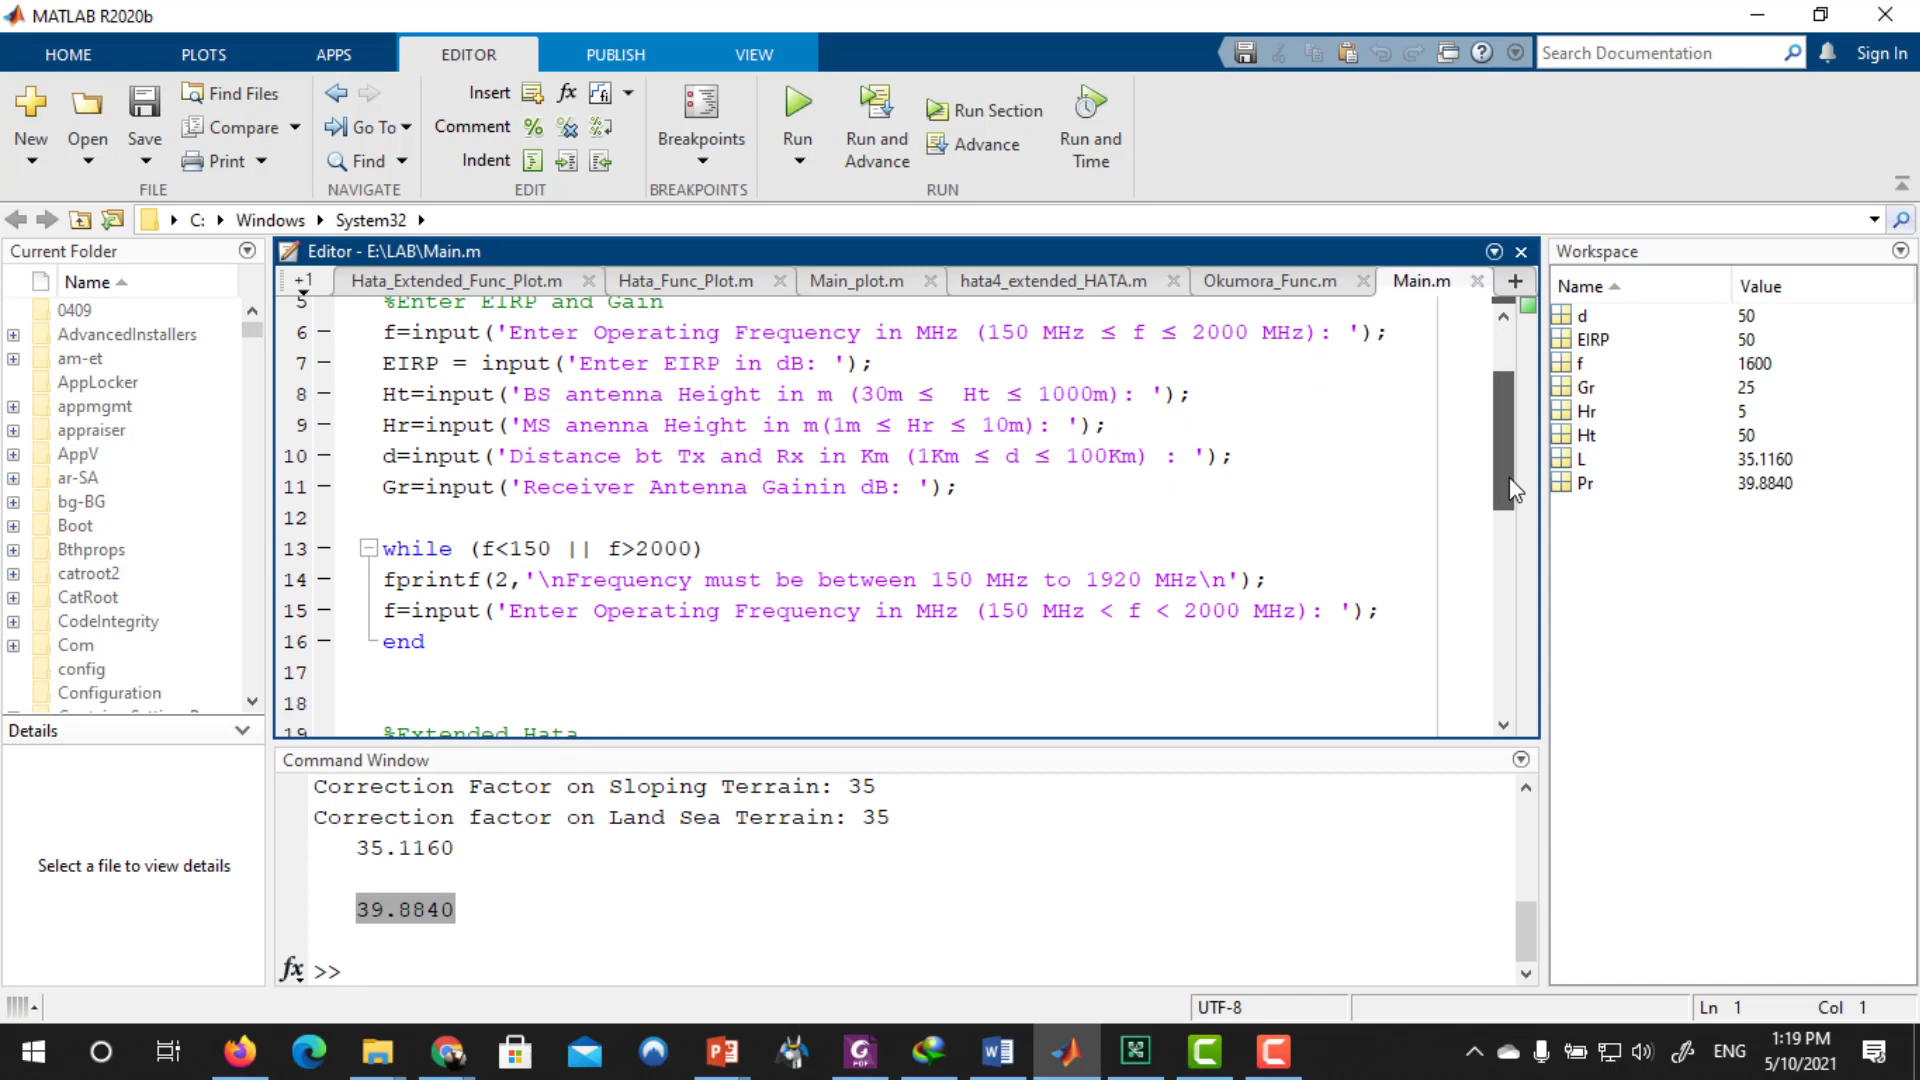 MATLAB R2020b
HOME PLOTS APPS EDITOR PUBLISH VIEW Search Documentation Sign In
New Open Save Find Files Compare Print
Go To Find
Insert fx
Comment
Indent
Breakpoints
Run Run and Advance Run Section Advance Run and Time
FILE NAVIGATE EDIT BREAKPOINTS RUN
C: Windows System32
Current Folder
Name
0409
AdvancedInstallers
am-et
AppLocker
appmgmt
appraiser
AppV
ar-SA
bg-BG
Boot
Bthprops
catroot2
CatRoot
CodeIntegrity
Com
config
Configuration
Details
Select a file to view details
Editor - E:\LAB\Main.m
+1 Hata_Extended_Func_Plot.m Hata_Func_Plot.m Main_plot.m hata4_extended_HATA.m Okumora_Func.m Main.m
5 %Enter EIRP and Gain
6 f=input('Enter Operating Frequency in MHz (150 MHz ≤ f ≤ 2000 MHz): ');
7 EIRP = input('Enter EIRP in dB: ');
8 Ht=input('BS antenna Height in m (30m ≤  Ht ≤ 1000m): ');
9 Hr=input('MS anenna Height in m(1m ≤ Hr ≤ 10m): ');
10 d=input('Distance bt Tx and Rx in Km (1Km ≤ d ≤ 100Km) : ');
11 Gr=input('Receiver Antenna Gainin dB: ');
12
13 while (f<150 || f>2000)
14 fprintf(2,'\nFrequency must be between 150 MHz to 1920 MHz\n');
15 f=input('Enter Operating Frequency in MHz (150 MHz < f < 2000 MHz): ');
16 end
17
18
19 %Extended Hata
Command Window
Correction Factor on Sloping Terrain: 35
Correction factor on Land Sea Terrain: 35
35.1160
39.8840
fx >>
Workspace
Name Value
d 50
EIRP 50
f 1600
Gr 25
Hr 5
Ht 50
L 35.1160
Pr 39.8840
UTF-8 Ln 1 Col 1
ENG
1:19 PM
5/10/2021